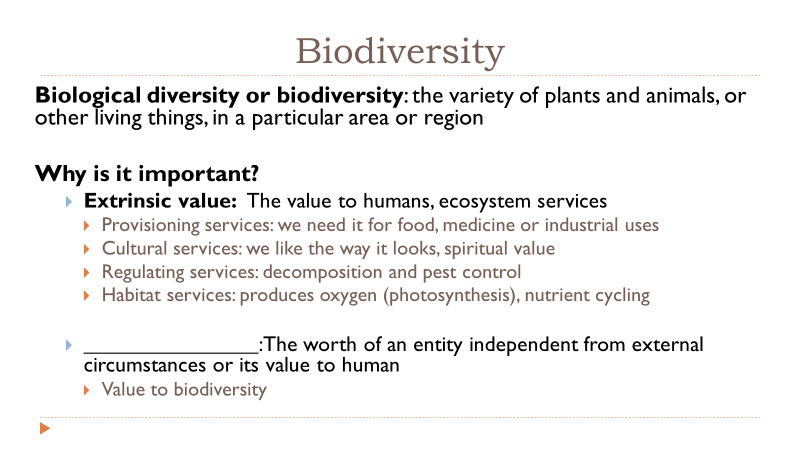 Biodiversity
Biological diversity or biodiversity: the variety of plants and animals, or
other living things, in a particular area or region
Why is it important?
Extrinsic value: The value to humans, ecosystem services
Provisioning services: we need it for food, medicine or industrial uses
Cultural services: we like the way it looks, spiritual value
Regulating services: decomposition and pest control
Habitat services: produces oxygen (photosynthesis), nutrient cycling
________________:The worth of an entity independent from external
circumstances or its value to human
Value to biodiversity